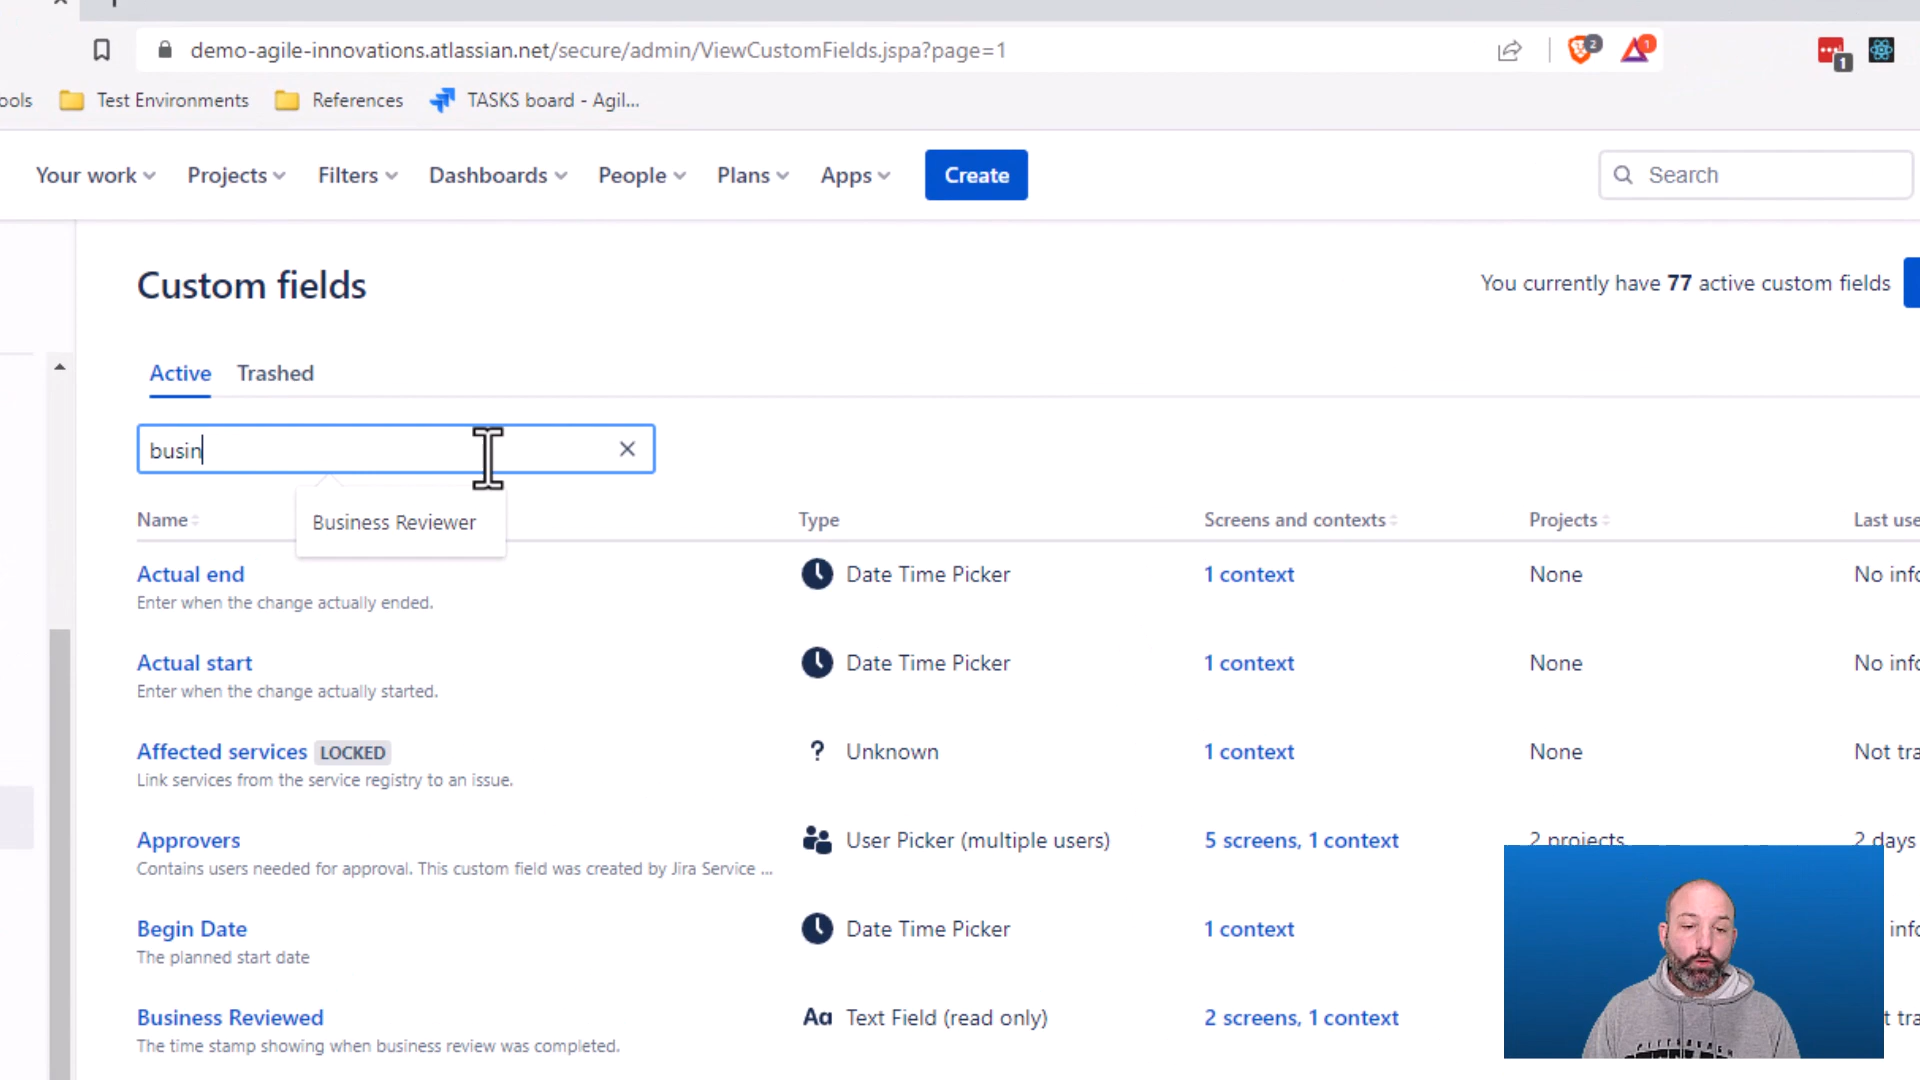 demo-agile-innovations.atlassian.net/secure/admin/ViewCustomFields.jspa?page=1
2
1
1
ools
Test Environments
References
TASKS board - Agil...
Your work
Projects
Filters
Dashboards
People
Plans
Apps
Create
Search
Custom fields
You currently have 77 active custom fields
Active
Trashed
busin
Business Reviewer
Name
Type
Screens and contexts
Projects
Last use
Actual end
Date Time Picker
1 context
None
No info
Enter when the change actually ended.
Actual start
Date Time Picker
1 context
None
No info
Enter when the change actually started.
Affected services LOCKED
? Unknown
1 context
None
Not tra
Link services from the service registry to an issue.
Approvers
User Picker (multiple users)
5 screens, 1 context
2 projects
2 days
Contains users needed for approval. This custom field was created by Jira Service ...
Begin Date
Date Time Picker
1 context
info
The planned start date
Business Reviewed
Aa Text Field (read only)
2 screens, 1 context
t tra
The time stamp showing when business review was completed.